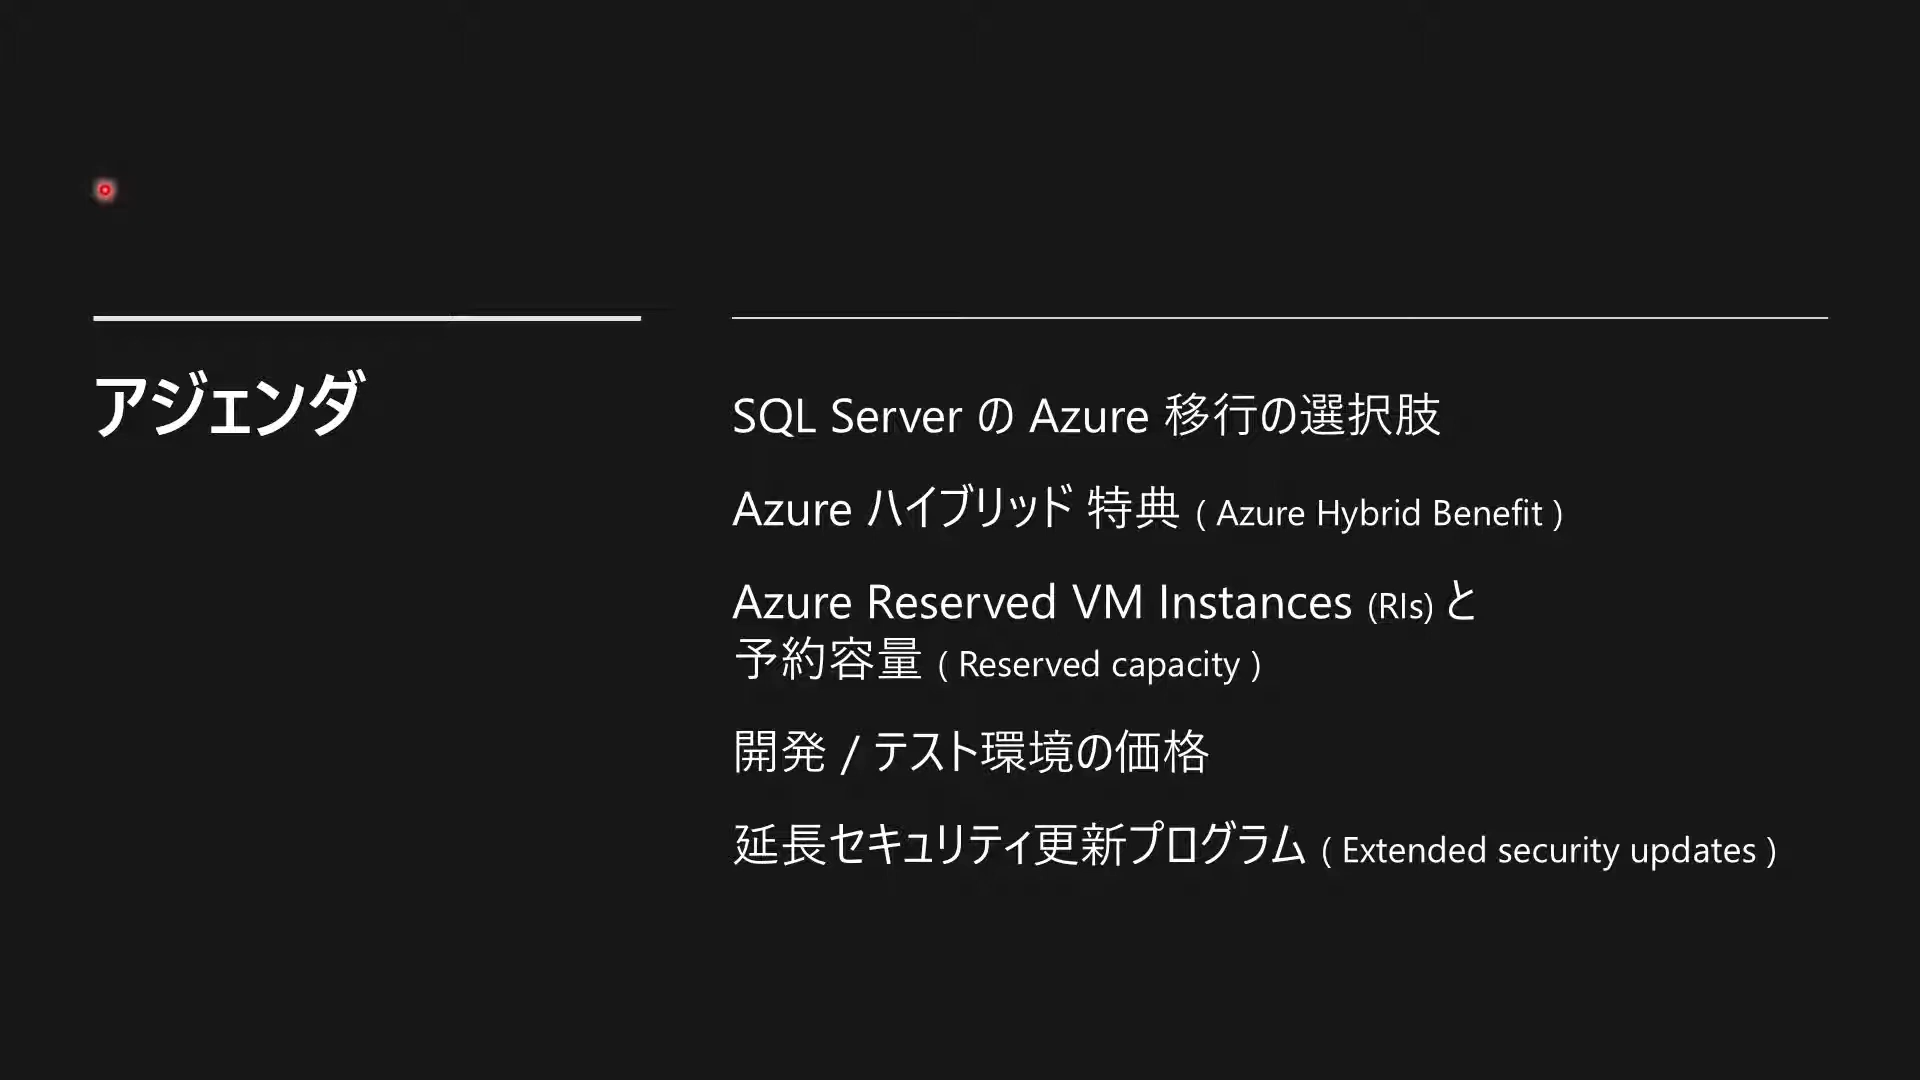 アジェンダ
SQL Server の Azure 移行の選択肢
Azure ハイブリッド 特典 ( Azure Hybrid Benefit )
Azure Reserved VM Instances (RIs) と
予約容量 ( Reserved capacity )
開発 / テスト環境の価格
延長セキュリティ更新プログラム ( Extended security updates )